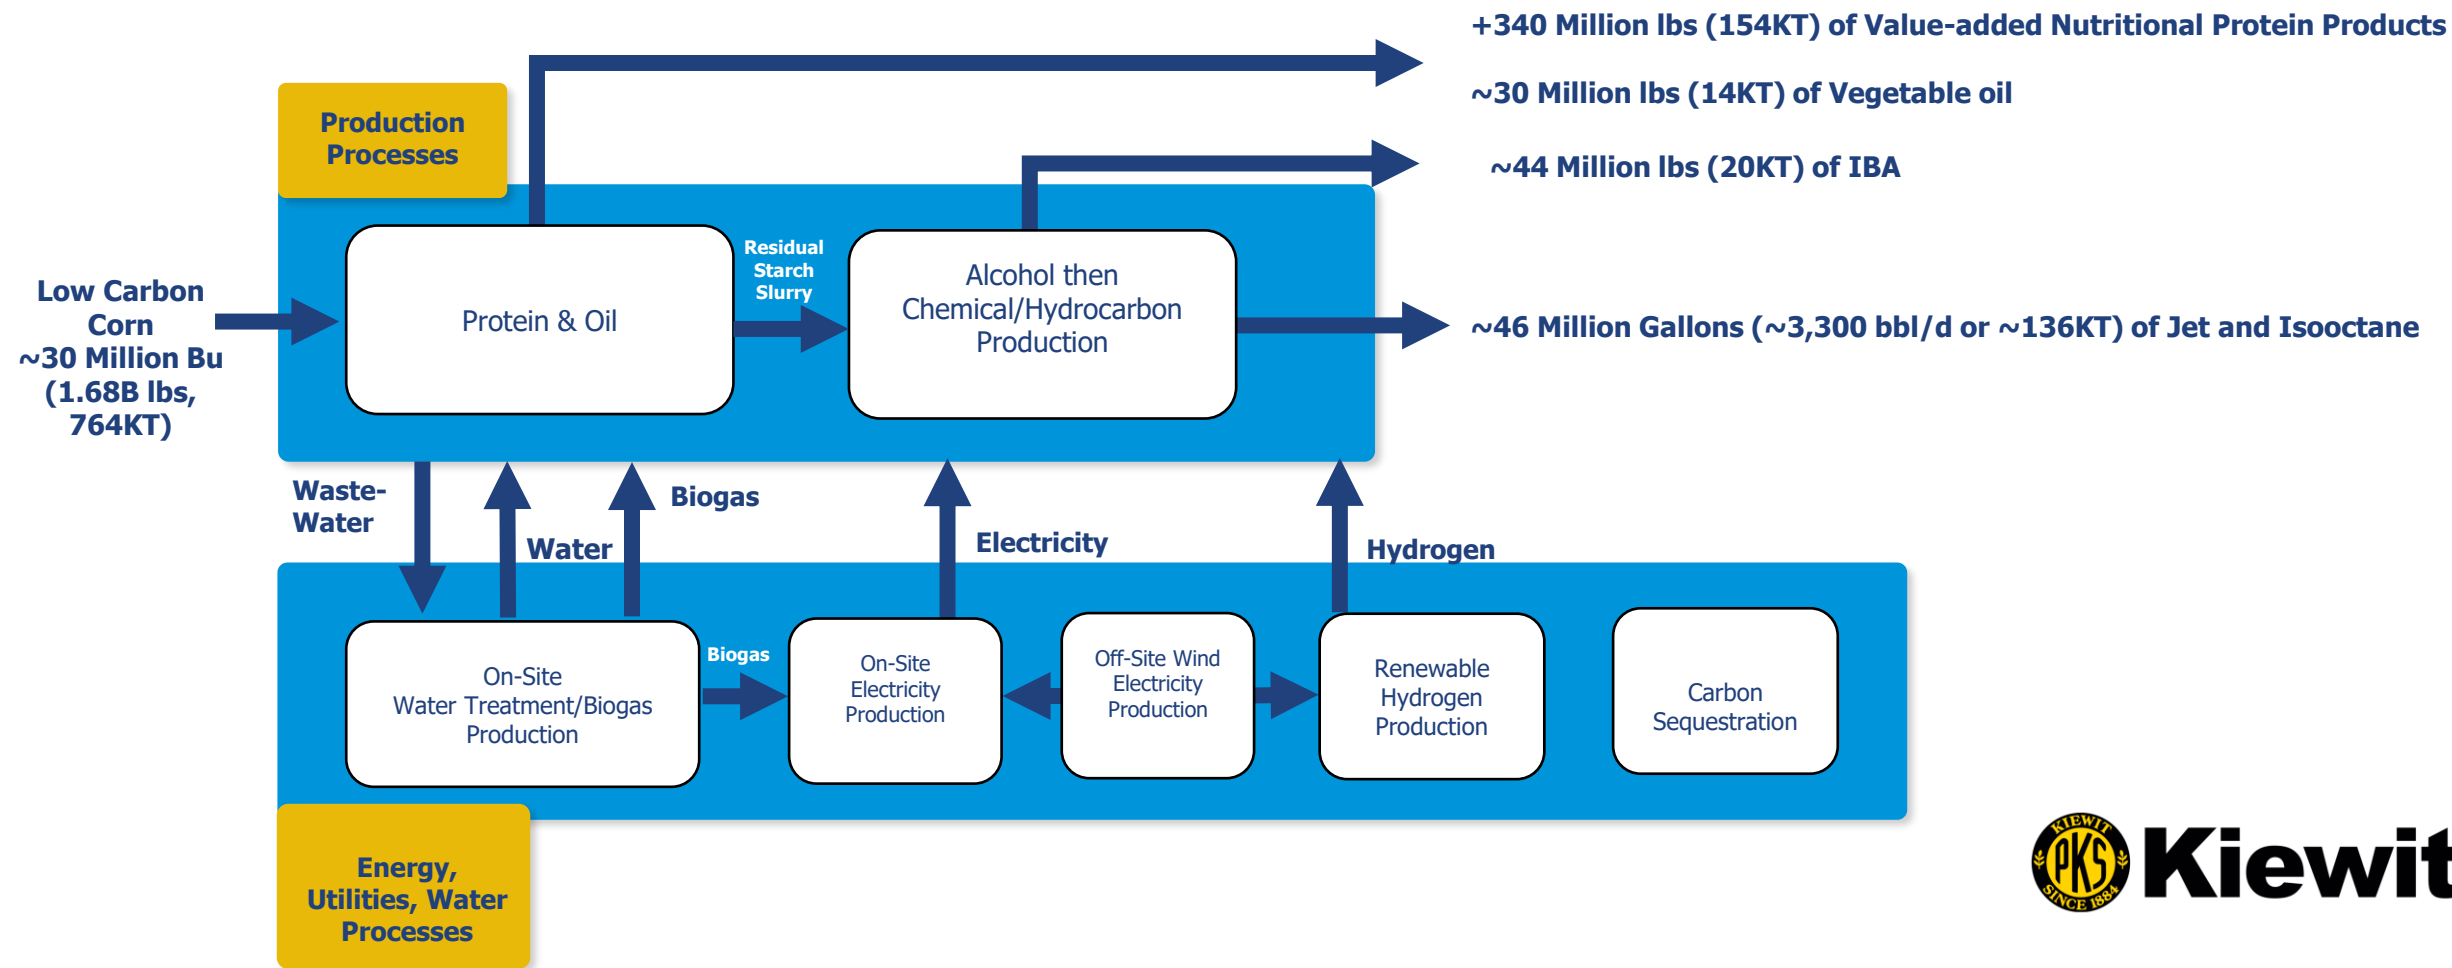 +340 Million lbs (154KT) of Value-added Nutritional Protein Products
~30 Million lbs (14KT) of Vegetable oil
~44 Million lbs (20KT) of IBA
Production
Processes
Low Carbon
Corn
~30 Million Bu
(1.68B lbs,
764KT)
Protein & Oil
Residual
Starch
Slurry
Alcohol then
Chemical/Hydrocarbon
Production
~46 Million Gallons (~3,300 bbl/d or ~136KT) of Jet and Isooctane
Waste-
Water
Water
Biogas
Electricity
Hydrogen
On-Site
Water Treatment/Biogas
Production
Biogas
On-Site
Electricity
Production
Off-Site Wind
Electricity
Production
Renewable
Hydrogen
Production
Carbon
Sequestration
Energy,
Utilities, Water
Processes
KIEWIT
PKS
SINCE 1884
Kiewit